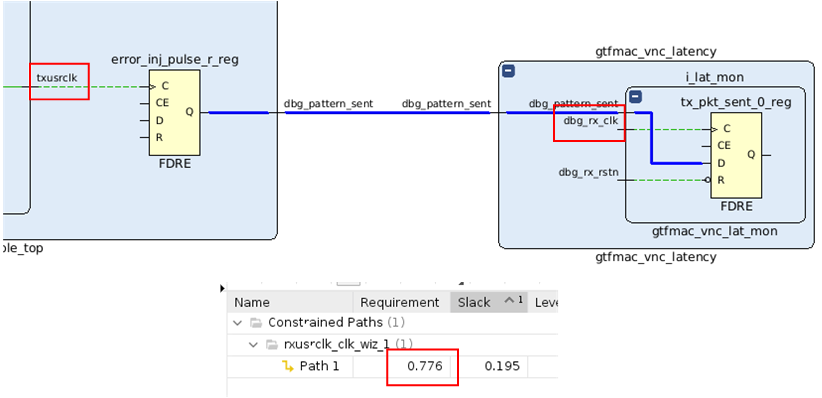 txusrclk
error_inj_pulse_r_reg
C
CE
D
R
Q
FDRE
dbg_pattern_sent
dbg_pattern_sent
gtfmac_vnc_latency
i_lat_mon
dbg_pattern_sent
dbg_rx_clk
tx_pkt_sent_0_reg
C
CE
D
R
Q
dbg_rx_rstn
FDRE
gtfmac_vnc_lat_mon
gtfmac_vnc_latency
ple_top
Name Requirement Slack ^ 1 Leve
Constrained Paths (1)
rxusrclk_clk_wiz_1 (1)
Path 1 0.776 0.195